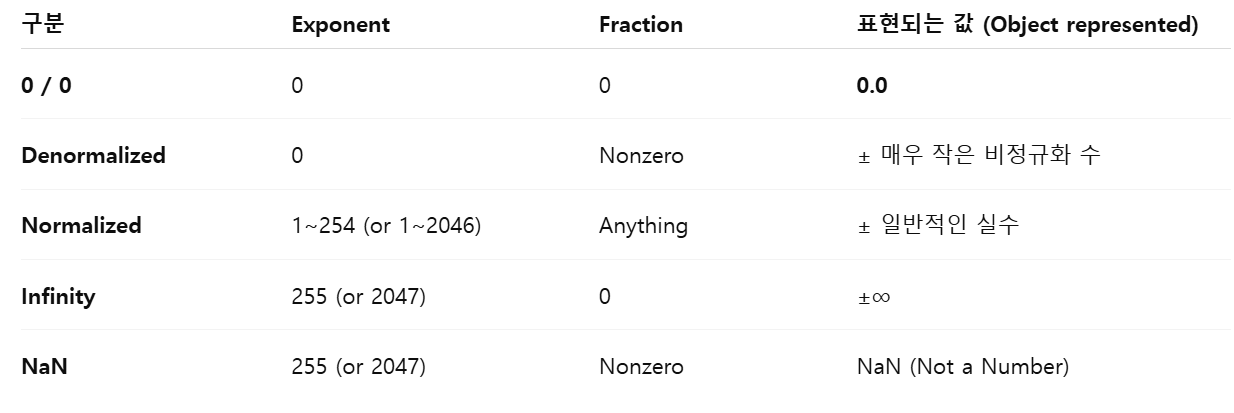 구분 Exponent Fraction 표현되는 값 (Object represented)
0 / 0 0 0 0.0
Denormalized 0 Nonzero ± 매우 작은 비정규화 수
Normalized 1~254 (or 1~2046) Anything ± 일반적인 실수
Infinity 255 (or 2047) 0 ±∞
NaN 255 (or 2047) Nonzero NaN (Not a Number)